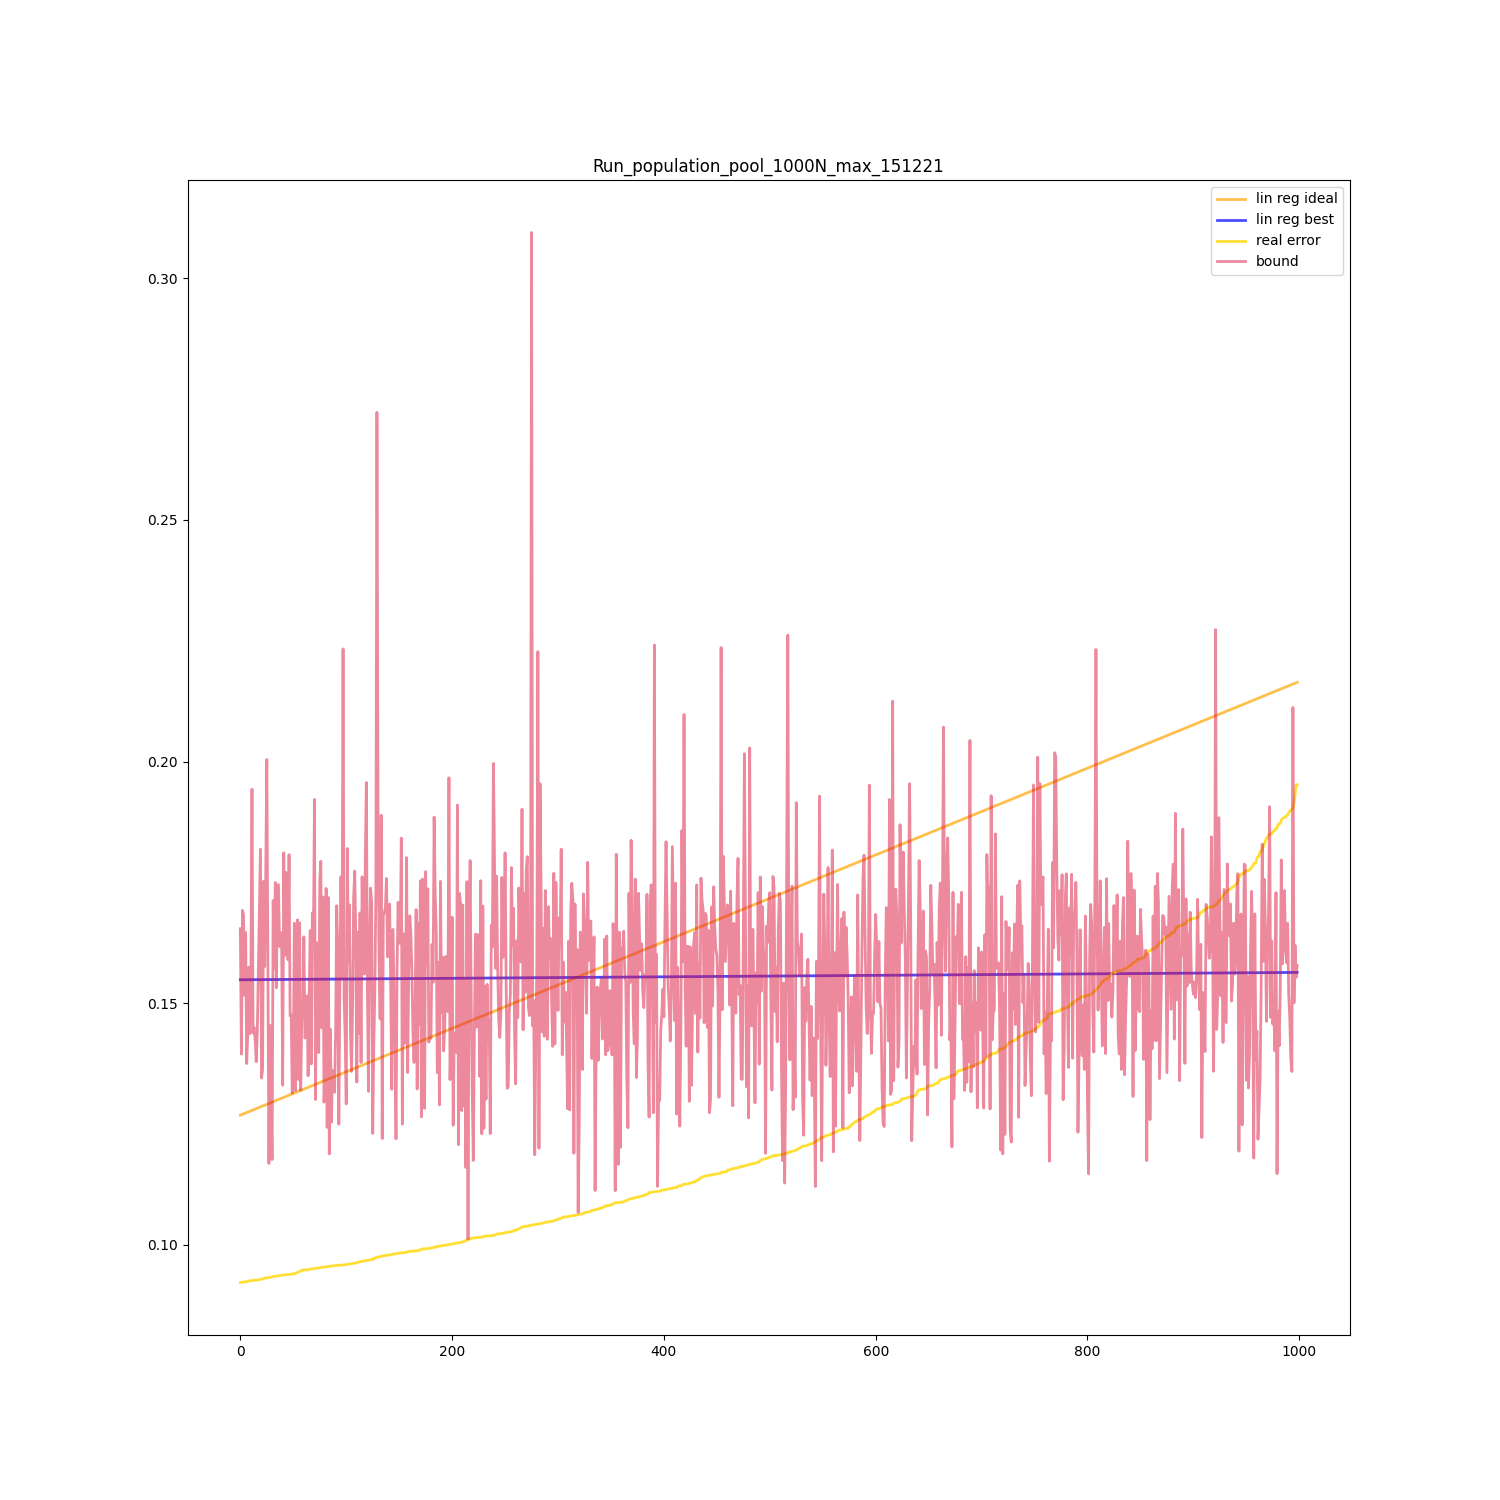 Run_population_pool_1000N_max_151221
lin reg ideal
lin reg best
real error
bound
0.30
0.25
0.20
0.15
0.10
0 200 400 600 800 1000